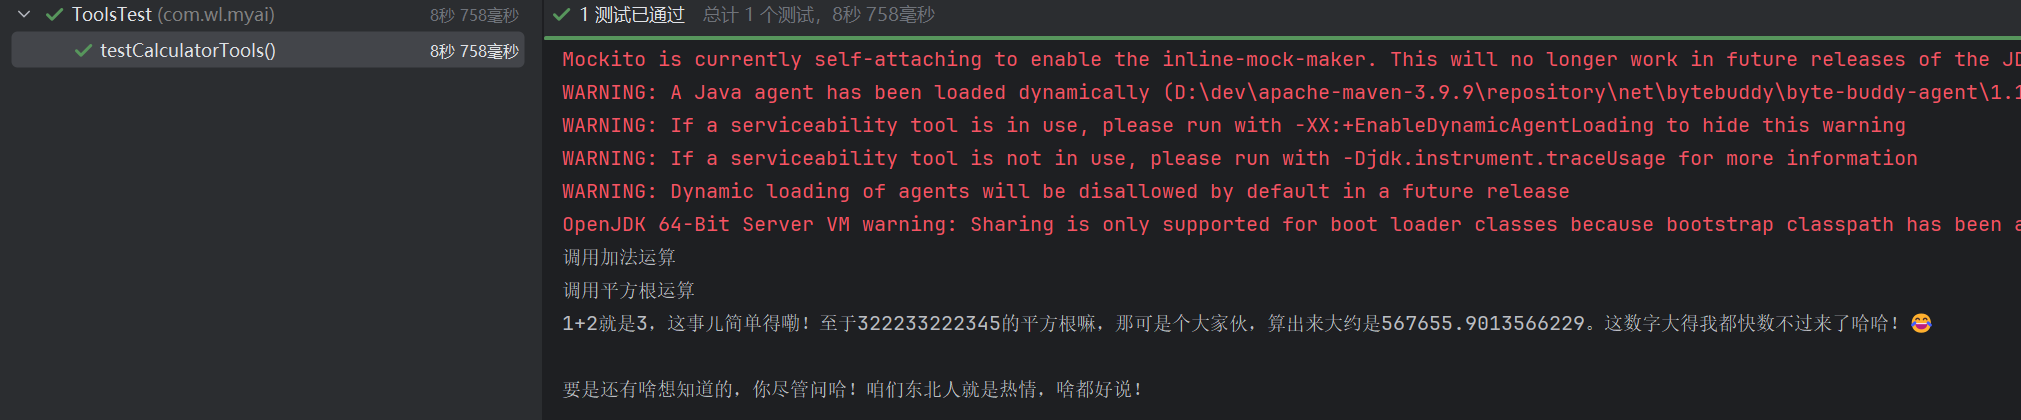 ToolsTest (com.wl.myai) 8秒 758毫秒
testCalculatorTools() 8秒 758毫秒
1 测试已通过 总计 1 个测试, 8秒 758毫秒
Mockito is currently self-attaching to enable the inline-mock-maker. This will no longer work in future releases of the JD
WARNING: A Java agent has been loaded dynamically (D:\dev\apache-maven-3.9.9\repository\net\bytebuddy\byte-buddy-agent\1.1
WARNING: If a serviceability tool is in use, please run with -XX:+EnableDynamicAgentLoading to hide this warning
WARNING: If a serviceability tool is not in use, please run with -Djdk.instrument.traceUsage for more information
WARNING: Dynamic loading of agents will be disallowed by default in a future release
OpenJDK 64-Bit Server VM warning: Sharing is only supported for boot loader classes because bootstrap classpath has been a
调用加法运算
调用平方根运算
1+2就是3，这事儿简单得嘞！至于322233222345的平方根嘛，那可是个大家伙，算出来大约是567655.9013566229。这数字大得我都快数不过来了哈哈！😂
要是还有啥想知道的，你尽管问哈！咱们东北人就是热情，啥都好说！